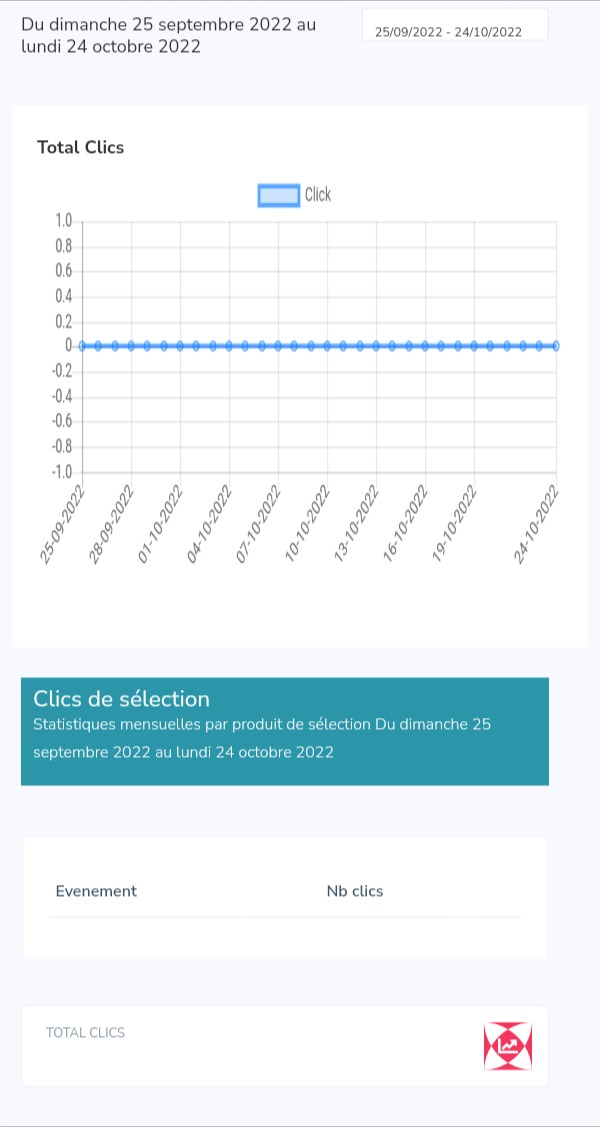 Du dimanche 25 septembre 2022 au
lundi 24 octobre 2022
25/09/2022 - 24/10/2022
Total Clics
Click
1.0
0.8
0.6
0.4
0.2
0
-0.2
-0.4
-0.6
-0.8
-1.0
25-09-2022
28-09-2022
01-10-2022
04-10-2022
07-10-2022
10-10-2022
13-10-2022
16-10-2022
19-10-2022
24-10-2022
Clics de sélection
Statistiques mensuelles par produit de sélection Du dimanche 25
septembre 2022 au lundi 24 octobre 2022
Evenement Nb clics
TOTAL CLICS